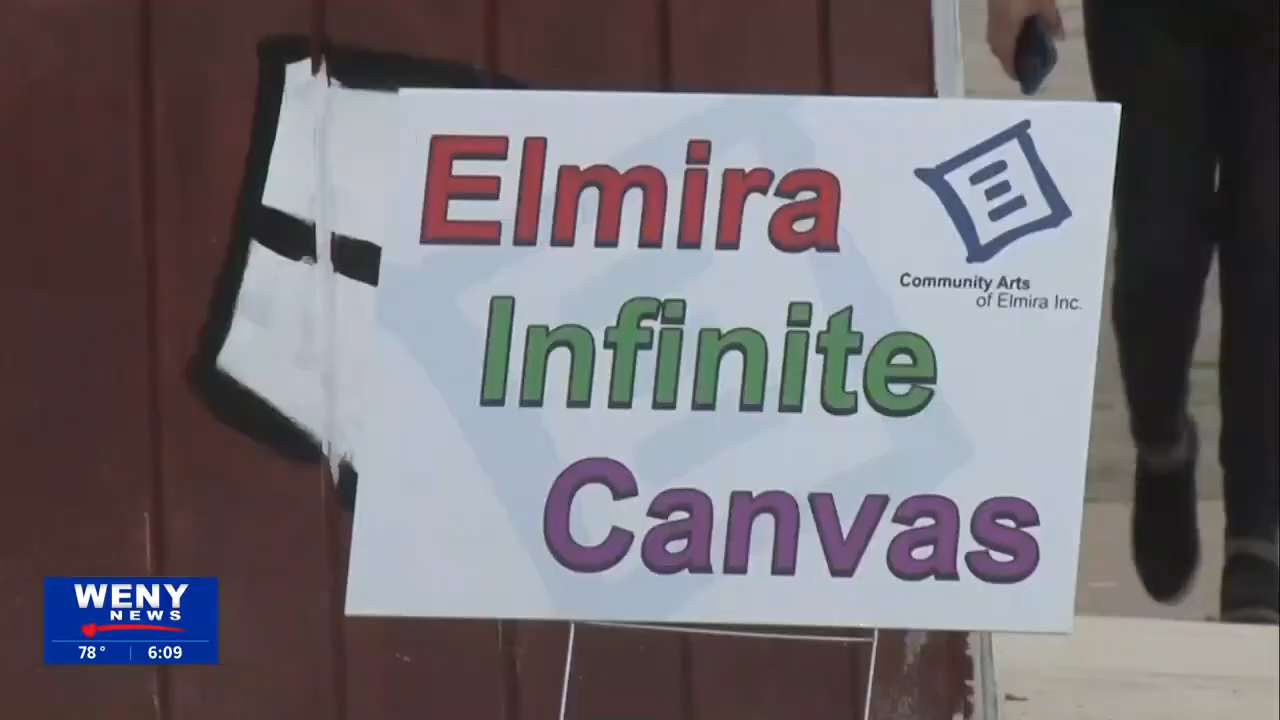 Elmira
Infinite
Canvas
E
Community Arts
of Elmira Inc.
WENY
NEWS
78° | 6:09